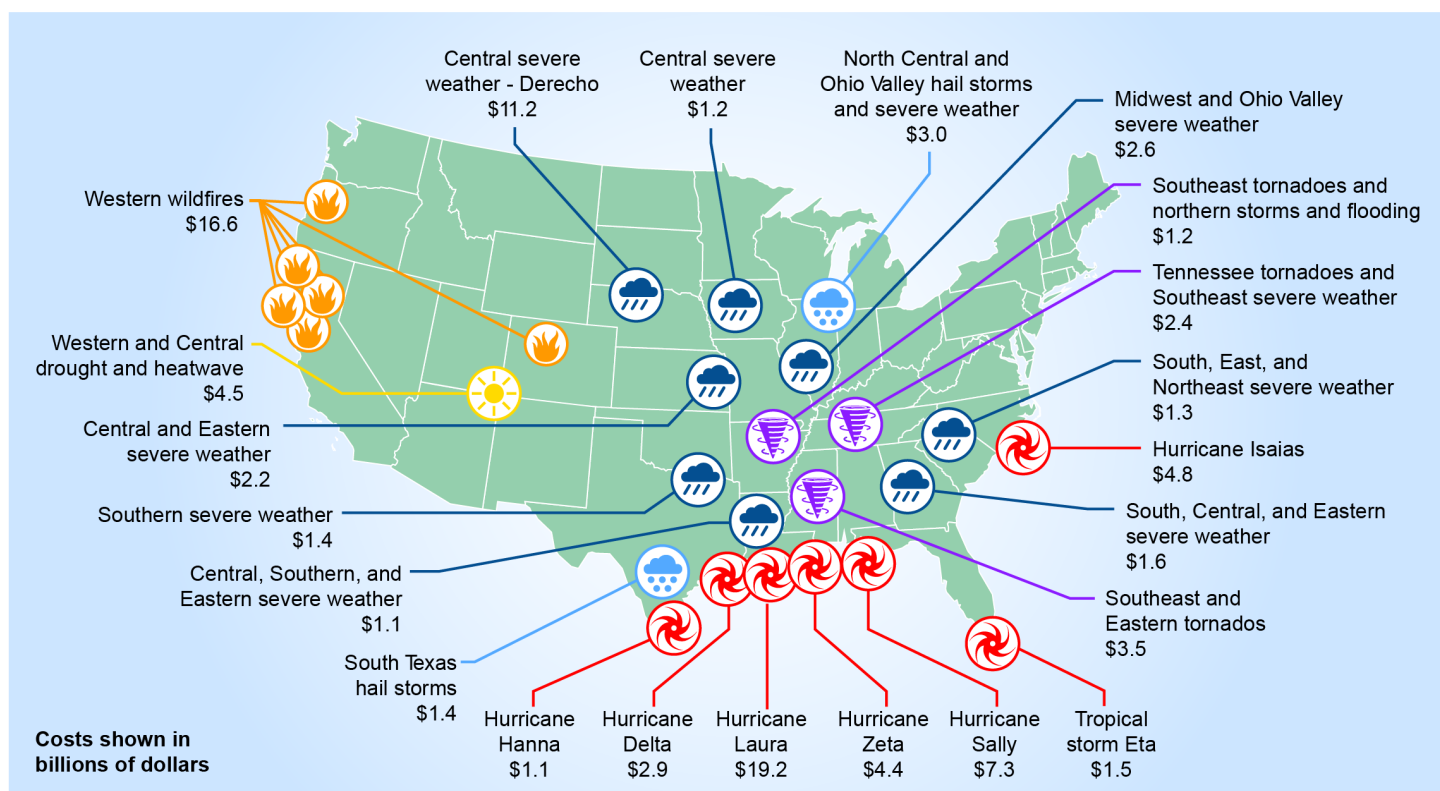 Central severe
weather - Derecho
$11.2
Central severe
weather
$1.2
North Central and
Ohio Valley hail storms
and severe weather
$3.0
Midwest and Ohio Valley
severe weather
$2.6
Southeast tornadoes and
northern storms and flooding
$1.2
Tennessee tornadoes and
Southeast severe weather
$2.4
South, East, and
Northeast severe weather
$1.3
Hurricane Isaias
$4.8
South, Central, and Eastern
severe weather
$1.6
Southeast and
Eastern tornados
$3.5
Western wildfires
$16.6
Western and Central
drought and heatwave
$4.5
Central and Eastern
severe weather
$2.2
Southern severe weather
$1.4
Central, Southern, and
Eastern severe weather
$1.1
South Texas
hail storms
$1.4
Hurricane
Hanna
$1.1
Hurricane
Delta
$2.9
Hurricane
Laura
$19.2
Hurricane
Zeta
$4.4
Hurricane
Sally
$7.3
Tropical
storm Eta
$1.5
Costs shown in
billions of dollars